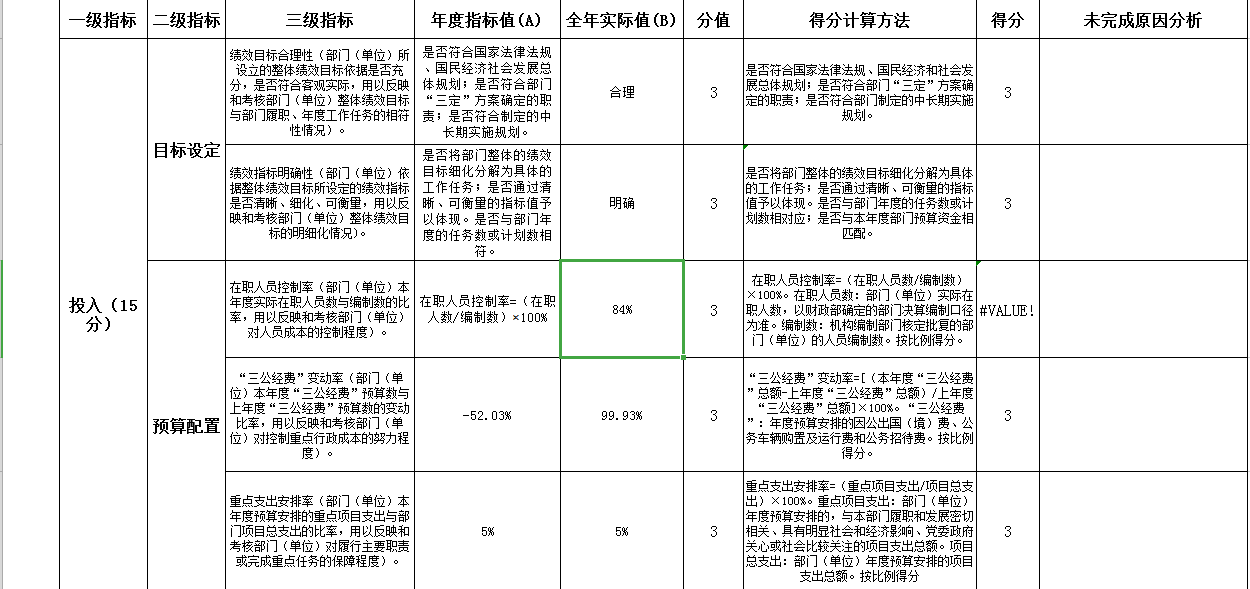 一级指标 二级指标 三级指标 年度指标值(A) 全年实际值(B) 分值 得分计算方法 得分 未完成原因分析
投入（15
分）
目标设定
绩效目标合理性（部门（单位）所
设立的整体绩效目标依据是否充
分，是否符合客观实际，用以反映
和考核部门（单位）整体绩效目标
与部门履职、年度工作任务的相符
性情况）。
是否符合国家法律法规
、国民经济社会发展总
体规划；是否符合部门
“三定”方案确定的职
责；是否符合制定的中
长期实施规划。
合理
3
是否符合国家法律法规、国民经济和社会发
展总体规划；是否符合部门“三定”方案确
定的职责；是否符合部门制定的中长期实施
规划。
3
绩效指标明确性（部门（单位）依
据整体绩效目标所设定的绩效指标
是否清晰、细化、可衡量，用以反
映和考核部门（单位）整体绩效目
标的明细化情况）。
是否将部门整体的绩效
目标细化分解为具体的
工作任务；是否通过清
晰、可衡量的指标值予
以体现。是否与部门年
度的任务数或计划数相
符。
明确
3
是否将部门整体的绩效目标细化分解为具体
的工作任务；是否通过清晰、可衡量的指标
值予以体现。是否与部门年度的任务数或计
划数相对应；是否与本年度部门预算资金相
匹配。
3
预算配置
在职人员控制率（部门（单位）本
年度实际在职人员数与编制数的比
率，用以反映和考核部门（单位）
对人员成本的控制程度）。
在职人员控制率=（在职
人数/编制数）×100%
84%
3
在职人员控制率=（在职人员数/编制数）
×100%。在职人员数：部门（单位）实际在
职人数，以财政部确定的部门决算编制口径
为准。编制数：机构编制部门核定批复的部
门（单位）的人员编制数。按比例得分。
#VALUE!
“三公经费”变动率（部门（单
位）本年度“三公经费”预算数与
上年度“三公经费”预算数的变动
比率，用以反映和考核部门（单
位）对控制重点行政成本的努力程
度）。
-52.03%
99.93%
3
“三公经费”变动率=[（本年度“三公经费
”总额-上年度“三公经费”总额）/上年度
“三公经费”总额]×100%。“三公经费
”：年度预算安排的因公出国（境）费、公
务车辆购置及运行费和公务招待费。按比例
得分。
3
重点支出安排率（部门（单位）本
年度预算安排的重点项目支出与部
门项目总支出的比率，用以反映和
考核部门（单位）对履行主要职责
或完成重点任务的保障程度）。
5%
5%
3
重点支出安排率=（重点项目支出/项目总支
出）×100%。重点项目支出：部门（单位）
年度预算安排的，与本部门履职和发展密切
相关、具有明显社会和经济影响、党委政府
关心或社会比较关注的项目支出总额。项目
总支出：部门（单位）年度预算安排的项目
支出总额。按比例得分
3